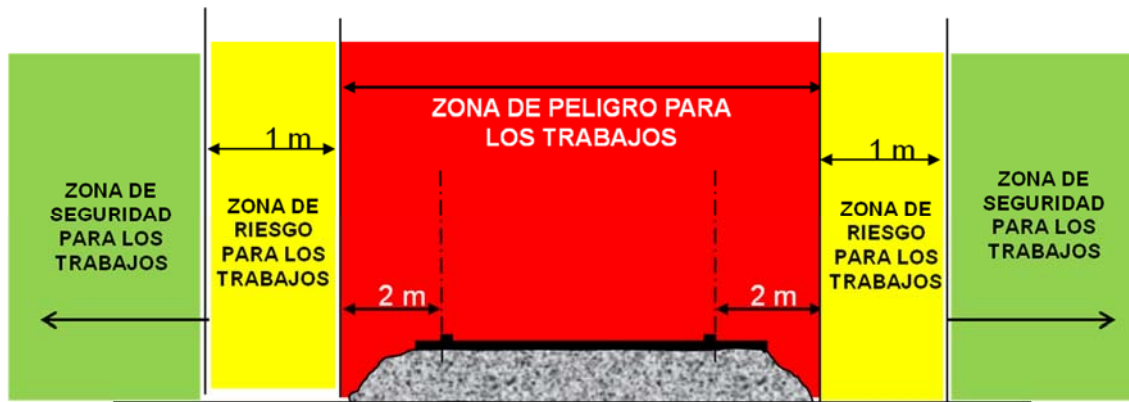 ZONA DE
SEGURIDAD
PARA LOS
TRABAJOS
1 m
ZONA DE
RIESGO
PARA LOS
TRABAJOS
ZONA DE PELIGRO PARA
LOS TRABAJOS
2 m
2 m
1 m
ZONA DE
RIESGO
PARA LOS
TRABAJOS
ZONA DE
SEGURIDAD
PARA LOS
TRABAJOS